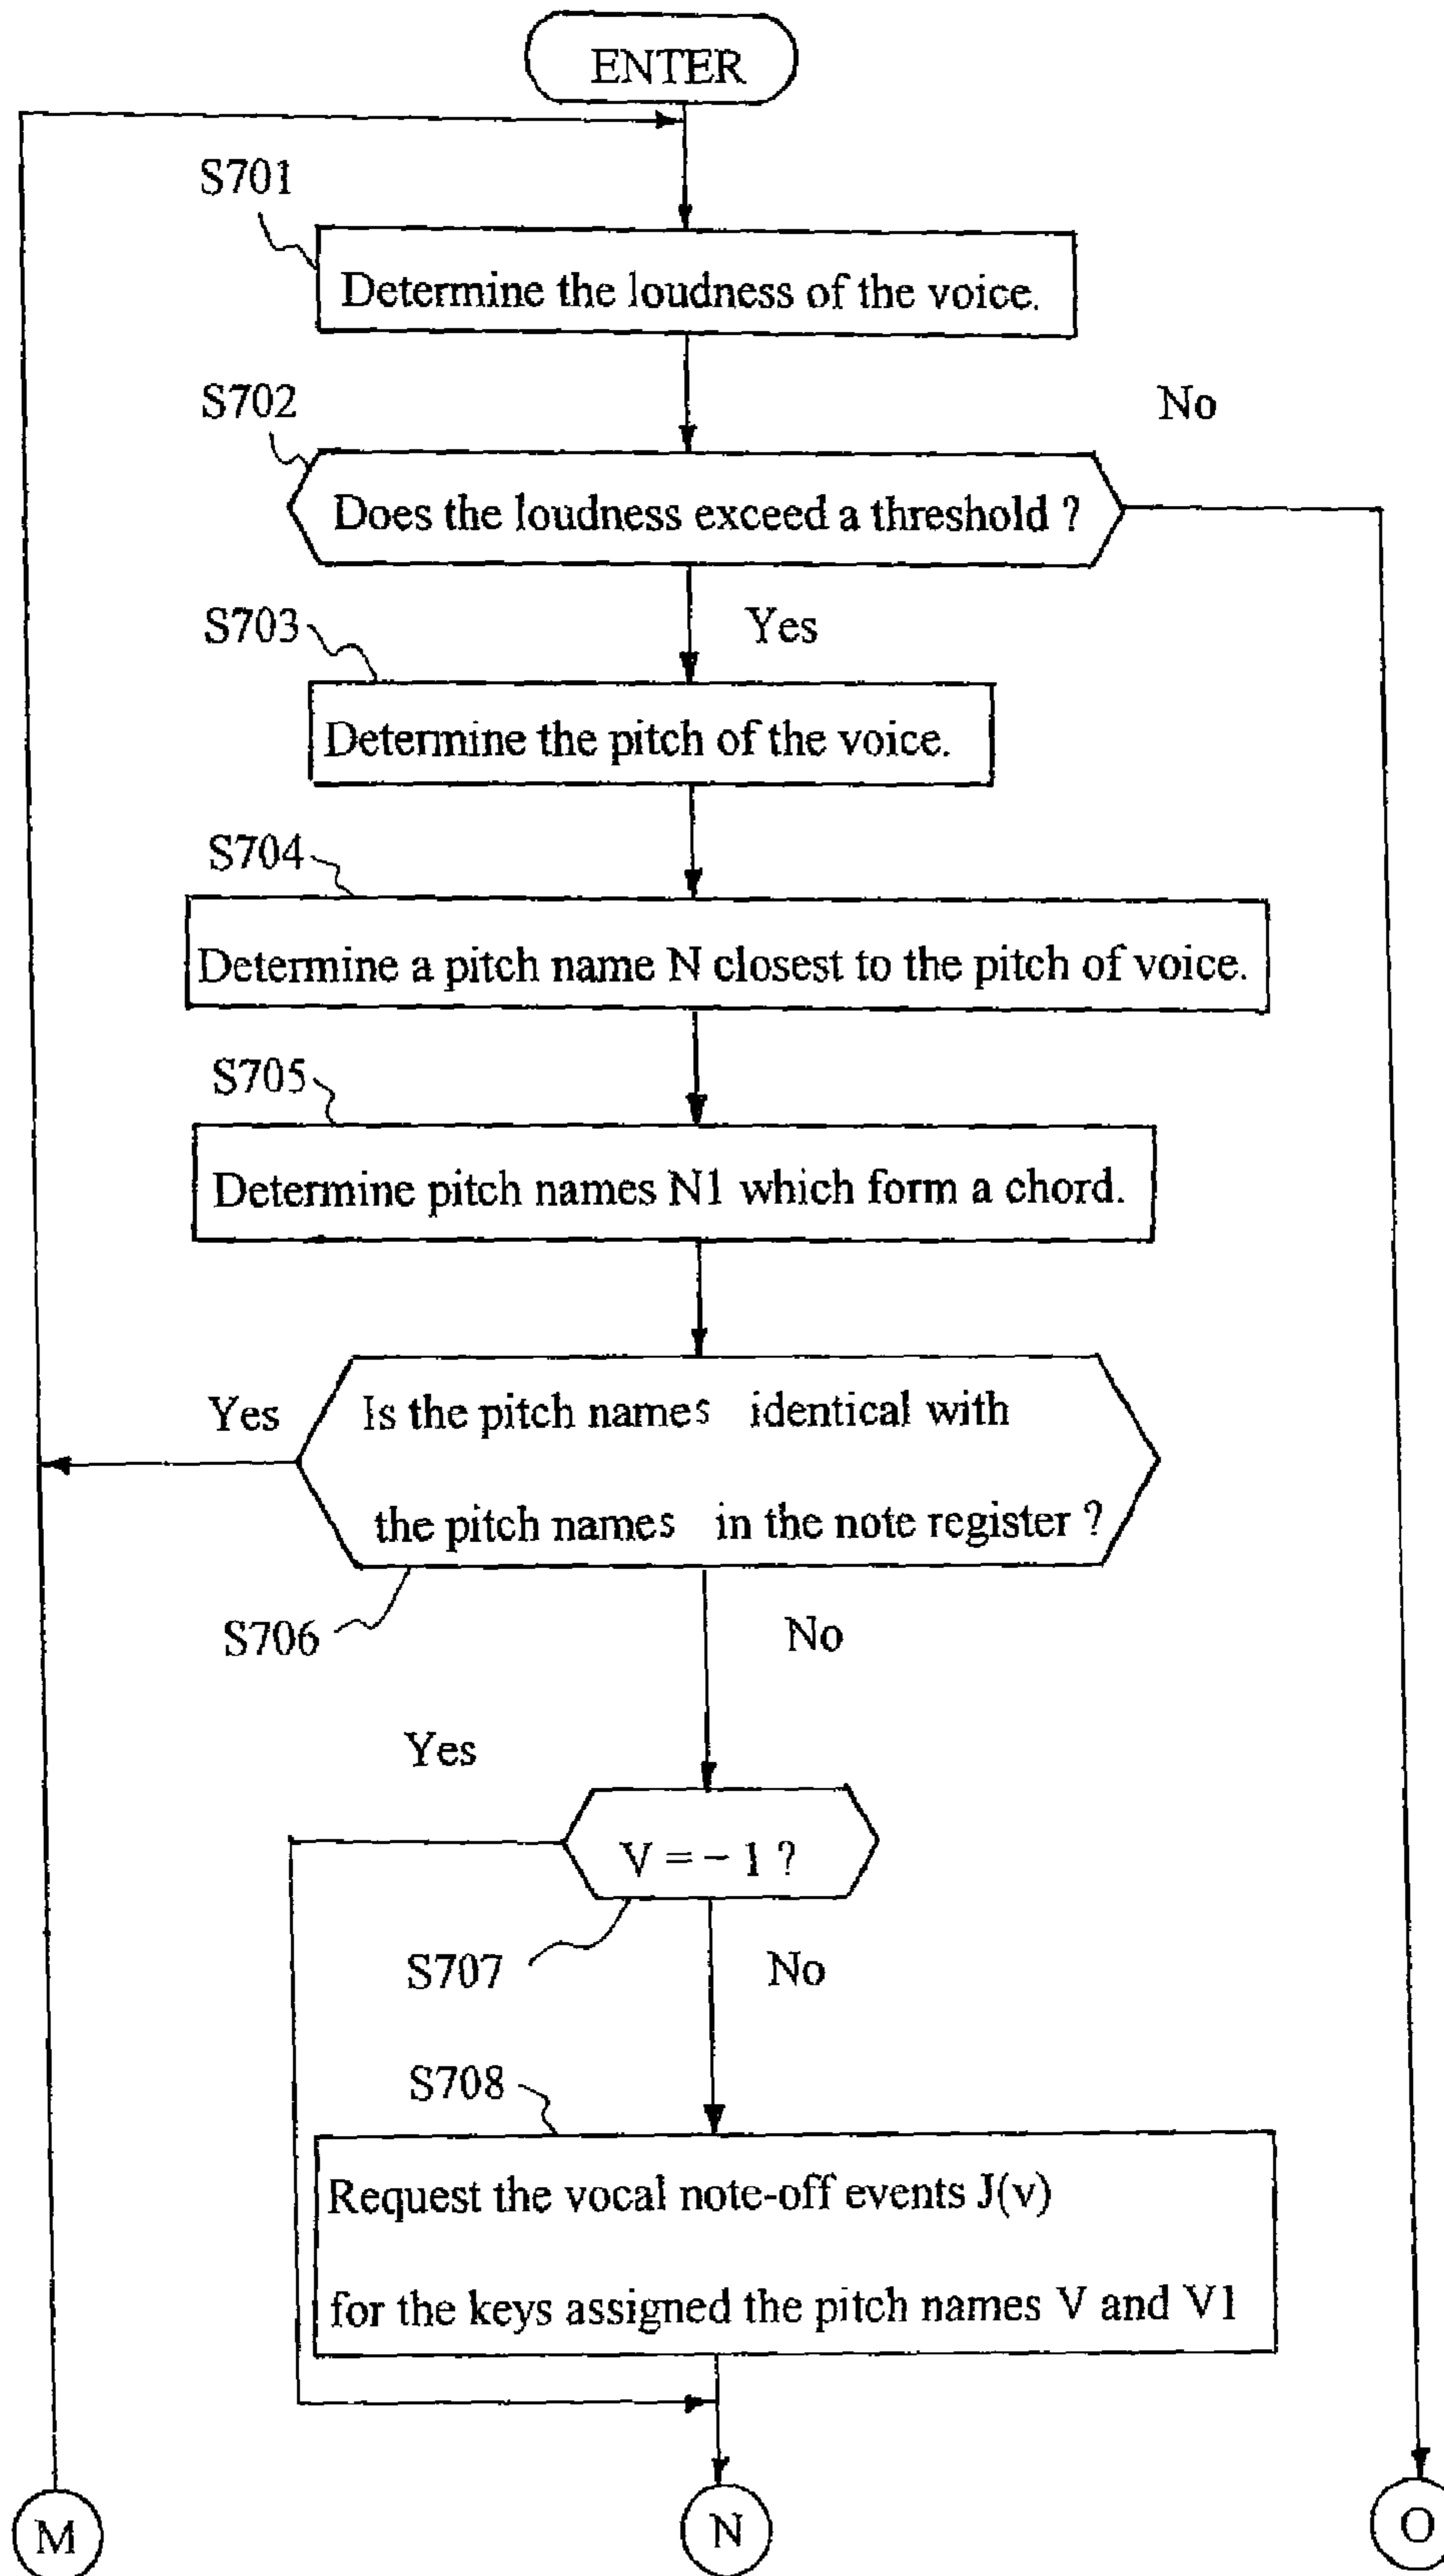 ENTER
S701
Determine the loudness of the voice.
S702
No
Does the loudness exceed a threshold ?
S703
Yes
Determine the pitch of the voice.
S704
Determine a pitch name N closest to the pitch of voice.
S705
Determine pitch names N1 which form a chord.
Yes
Is the pitch names identical with
the pitch names in the note register ?
S706
No
Yes
V = – 1 ?
S707
No
S708
Request the vocal note-off events J(v)
for the keys assigned the pitch names V and V1
M
N
O